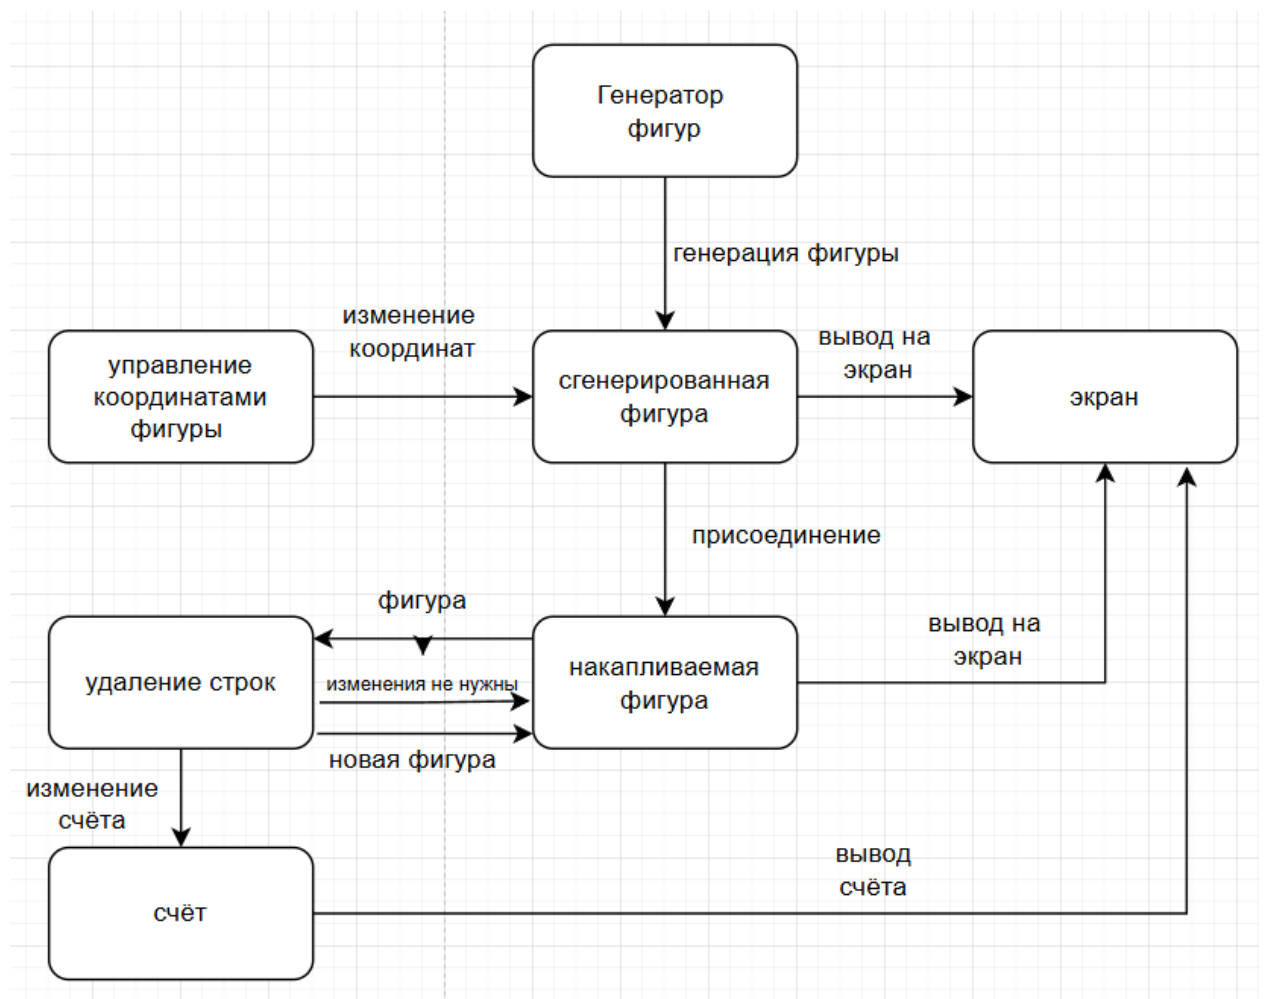 Генератор
фигур
генерация фигуры
изменение
координат
вывод на
экран
управление
координатами
фигуры
сгенерированная
фигура
экран
присоединение
фигура
вывод на
экран
удаление строк
изменения не нужны
накапливаемая
фигура
новая фигура
изменение
счёта
вывод
счёта
счёт